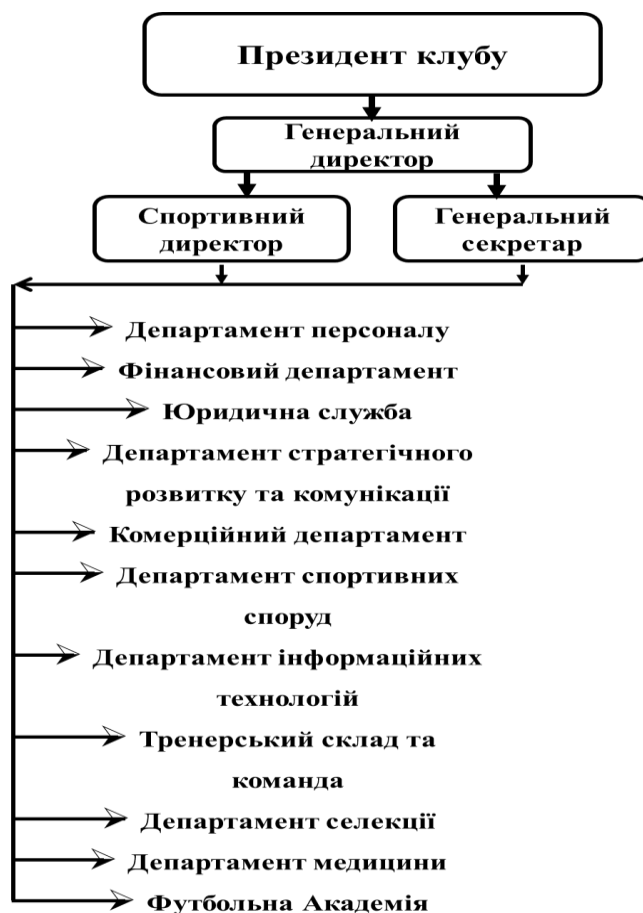 Президент клубу
Генеральний
директор
Спортивний
директор
Генеральний
секретар
Департамент персоналу
Фінансовий департамент
Юридична служба
Департамент стратегічного
розвитку та комунікації
Комерційний департамент
Департамент спортивних
споруд
Департамент інформаційних
технологій
Тренерський склад та
команда
Департамент селекції
Департамент медицини
Футбольна Академія